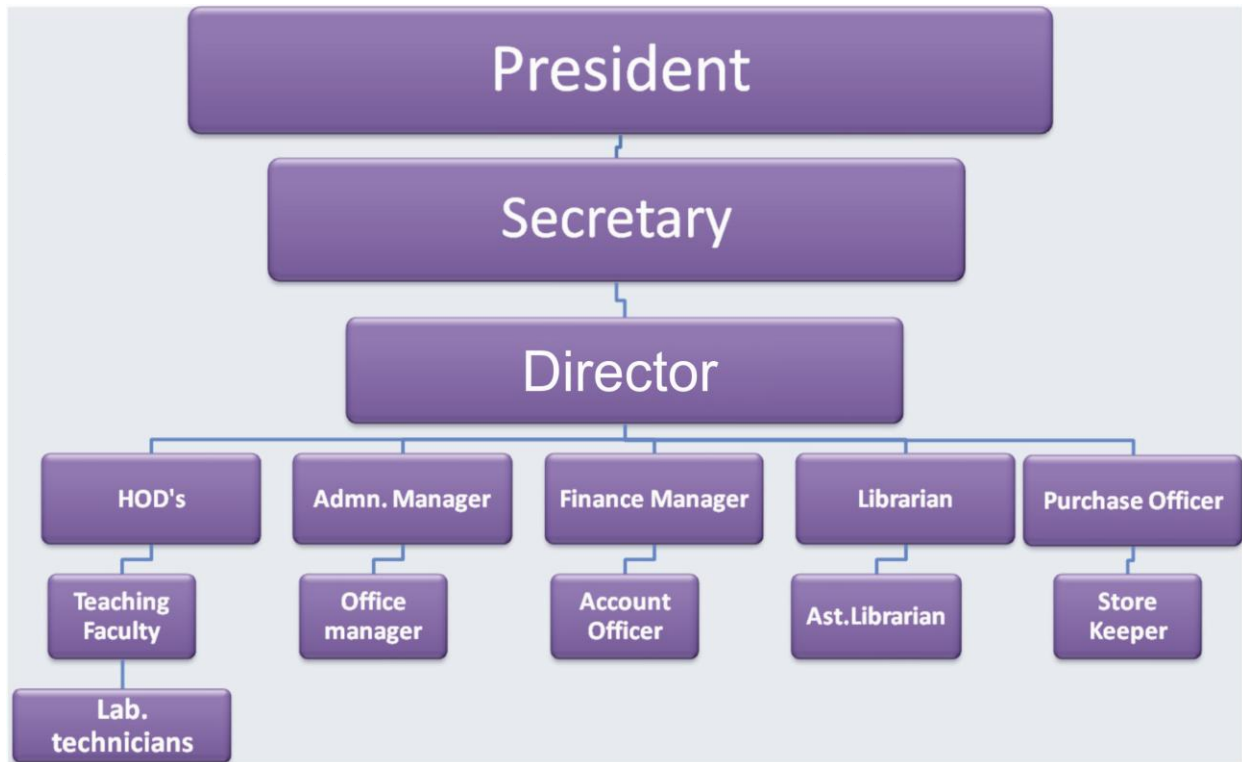 President
Secretary
Director
HOD's
Admn. Manager
Finance Manager
Librarian
Purchase Officer
Teaching
Faculty
Office
manager
Account
Officer
Ast.Librarian
Store
Keeper
Lab.
technicians